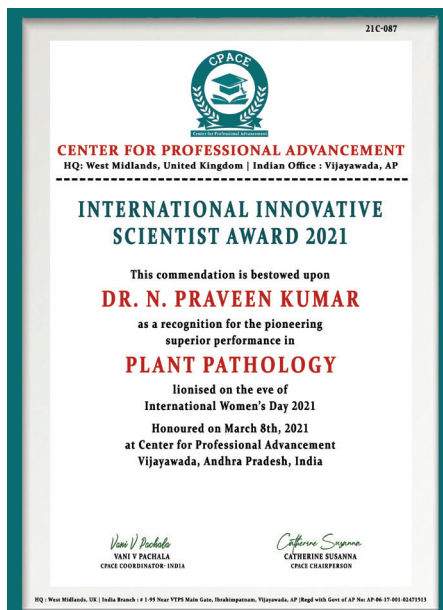 21C-087
CPACE
Center for Professional Advancement
CENTER FOR PROFESSIONAL ADVANCEMENT
HQ: West Midlands, United Kingdom | Indian Office : Vijayawada, AP
INTERNATIONAL INNOVATIVE
SCIENTIST AWARD 2021
This commendation is bestowed upon
DR. N. PRAVEEN KUMAR
as a recognition for the pioneering
superior performance in
PLANT PATHOLOGY
lionised on the eve of
International Women's Day 2021
Honoured on March 8th, 2021
at Center for Professional Advancement
Vijayawada, Andhra Pradesh, India
Vani V Pachala Catherine Susanna
VANI V PACHALA CATHERINE SUSANNA
CPACE COORDINATOR- INDIA CPACE CHAIRPERSON
HQ : West Midlands, UK | India Branch : # 1-95 Near VTPS Main Gate, Ibrahimpatnam, Vijayawada, AP |Regd with Govt of AP No: AP-06-17-001-02471513